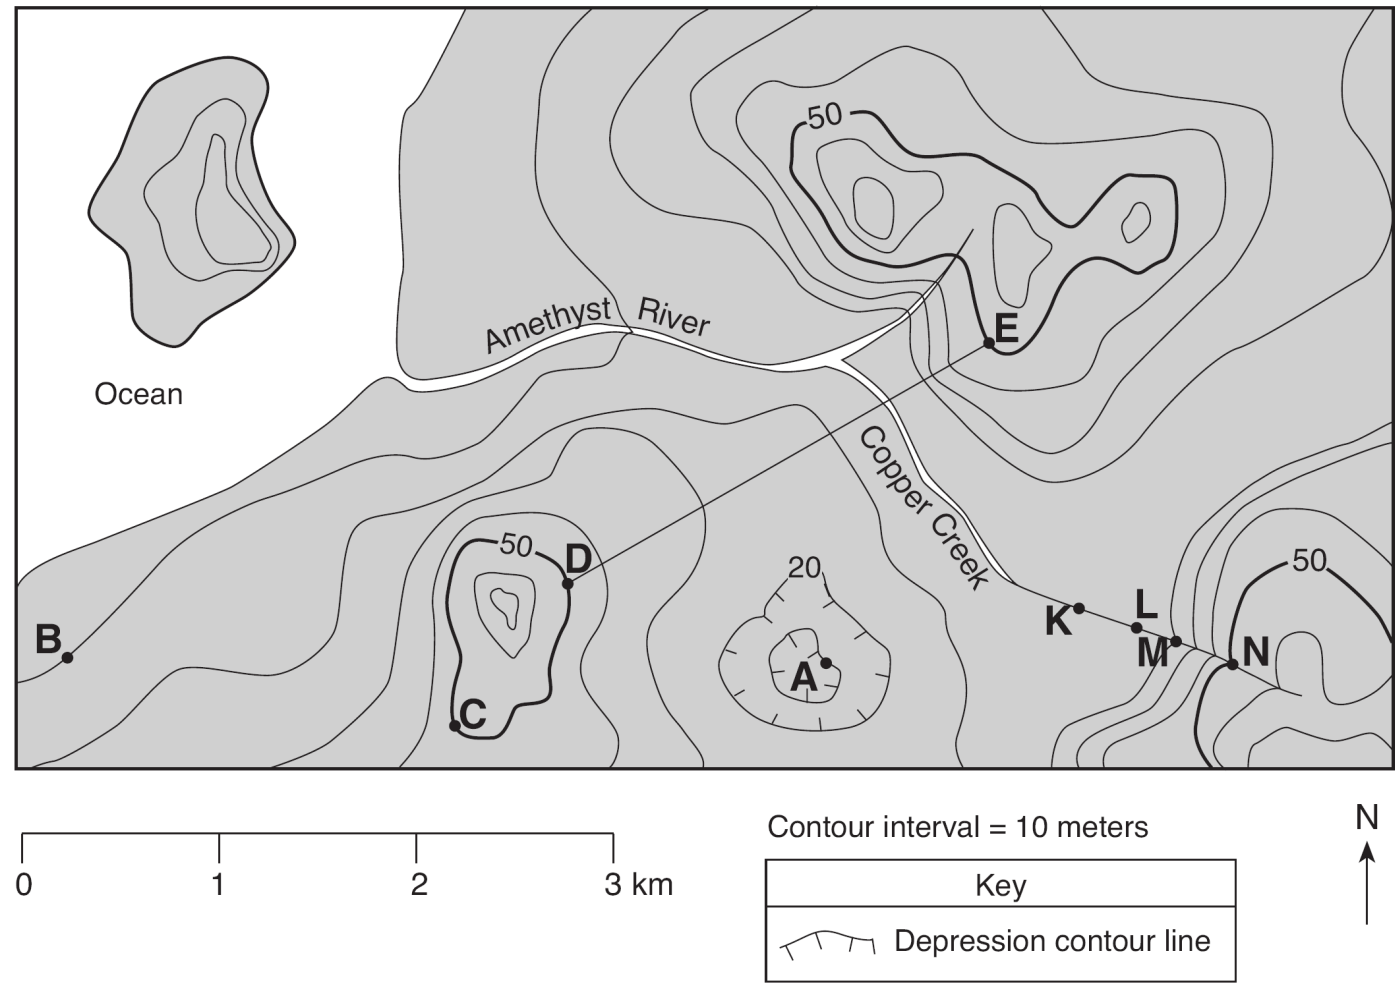 50
Amethyst River
E
Ocean
Copper Creek
50
D
20
50
B
K
L
M
N
A
C
0 1 2 3 km
Contour interval = 10 meters
N
Key
Depression contour line